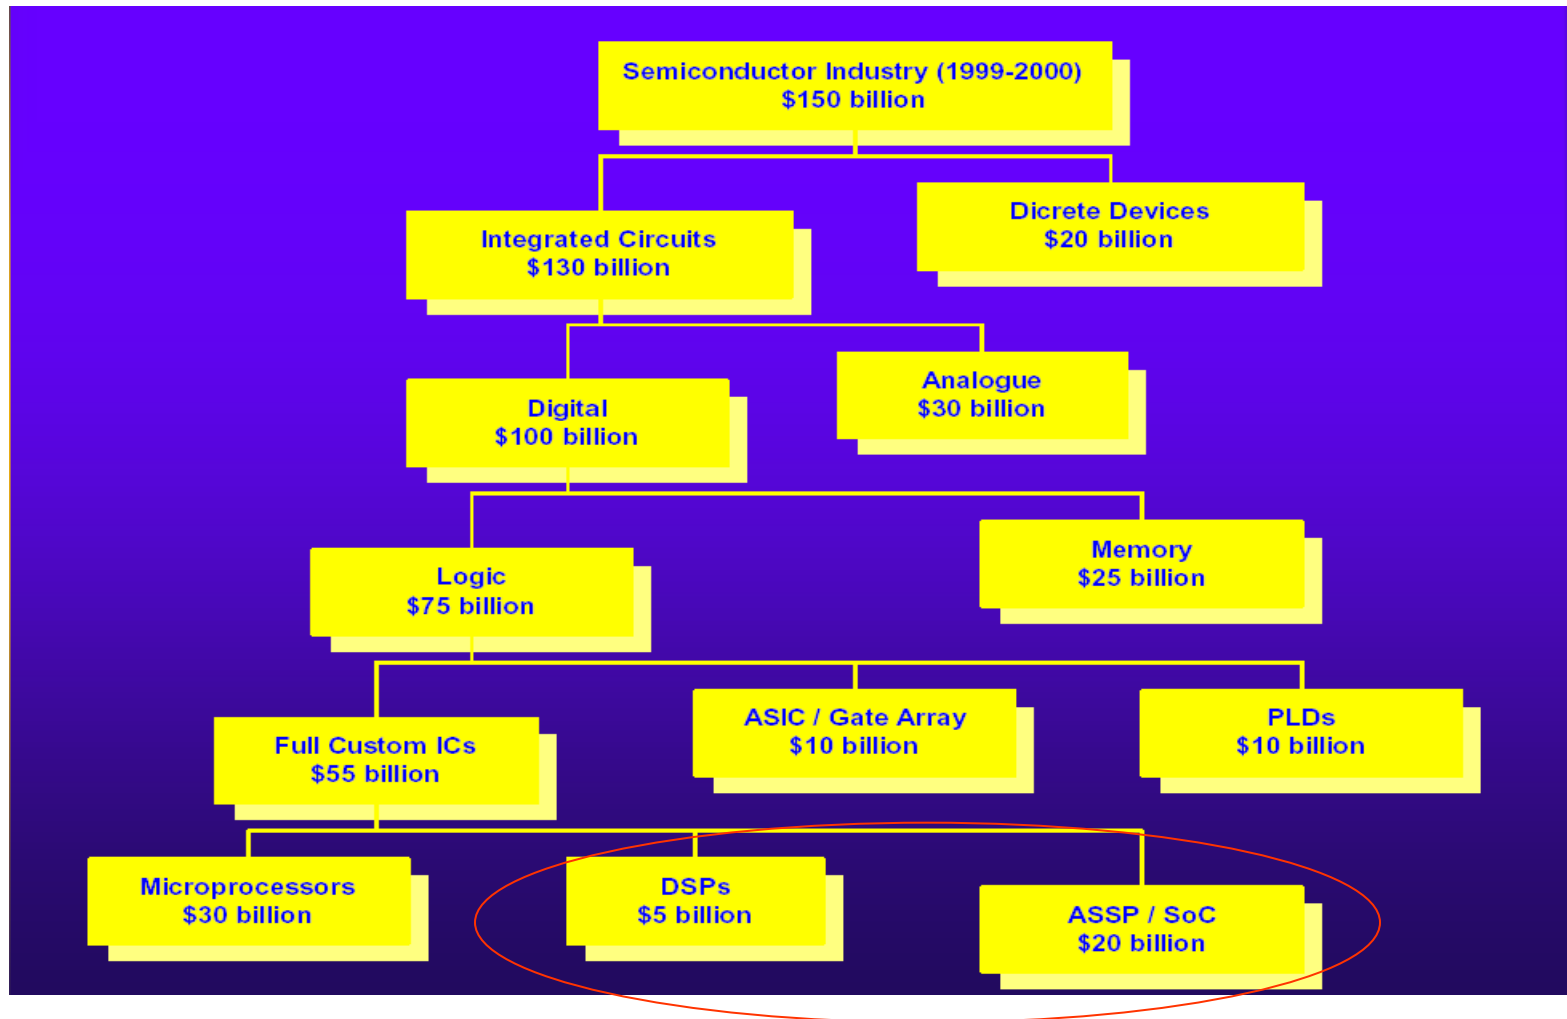 Semiconductor Industry (1999-2000)
$150 billion
Dicrete Devices
$20 billion
Integrated Circuits
$130 billion
Analogue
$30 billion
Digital
$100 billion
Memory
$25 billion
Logic
$75 billion
Full Custom ICs
$55 billion
ASIC / Gate Array
$10 billion
PLDs
$10 billion
Microprocessors
$30 billion
DSPs
$5 billion
ASSP / SoC
$20 billion